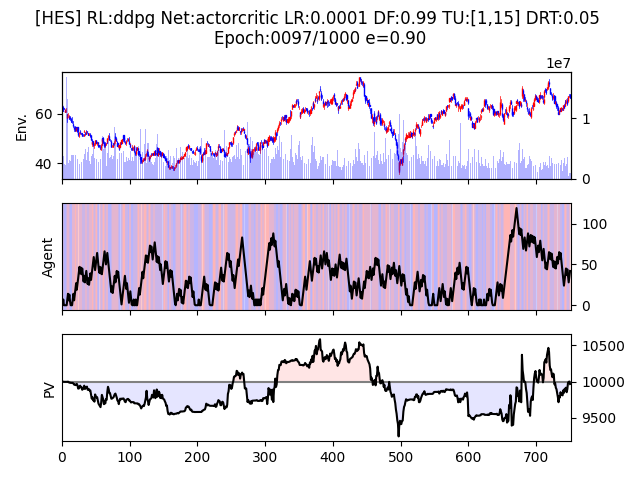 [HES] RL:ddpg Net:actorcritic LR:0.0001 DF:0.99 TU:[1,15] DRT:0.05
Epoch:0097/1000 e=0.90
1e7
Env.
60
40
1
0
Agent
100
50
0
PV
10500
10000
9500
0 100 200 300 400 500 600 700